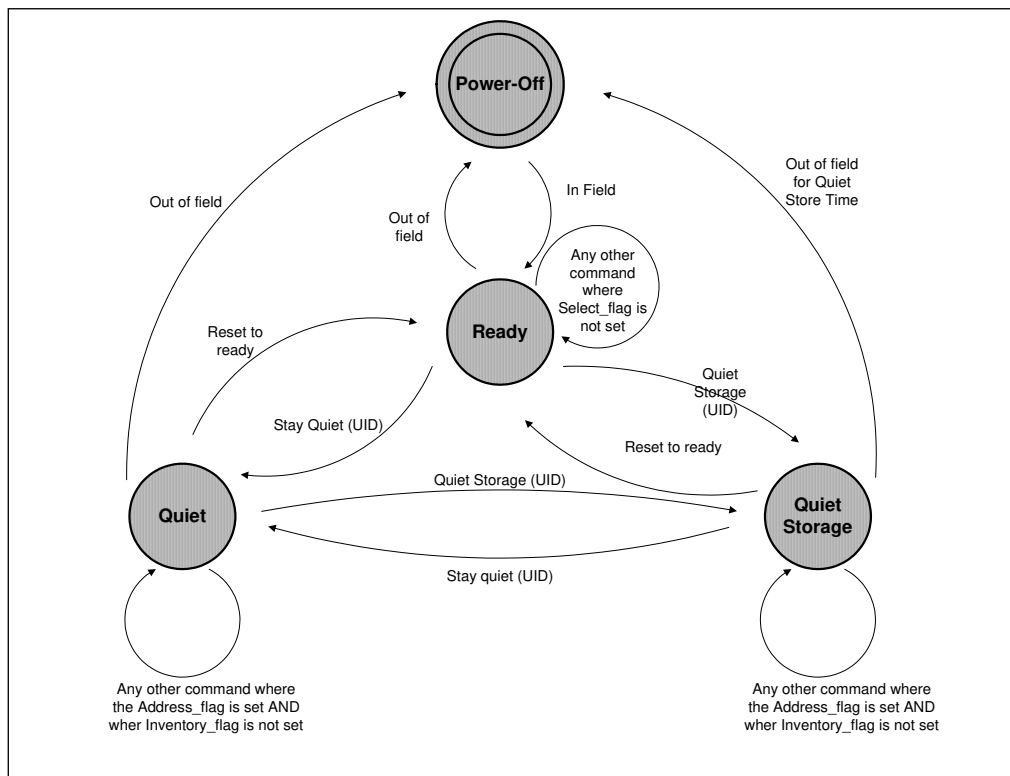 Power-Off
Out of field
for Quiet
Store Time
Out of field
In Field
Out of
field
Any other
command
where
Select_flag is
not set
Ready
Reset to
ready
Quiet
Storage
(UID)
Stay Quiet (UID)
Reset to ready
Quiet Storage (UID)
Quiet
Quiet
Storage
Stay quiet (UID)
Any other command where
the Address_flag is set AND
wher Inventory_flag is not set
Any other command where
the Address_flag is set AND
wher Inventory_flag is not set